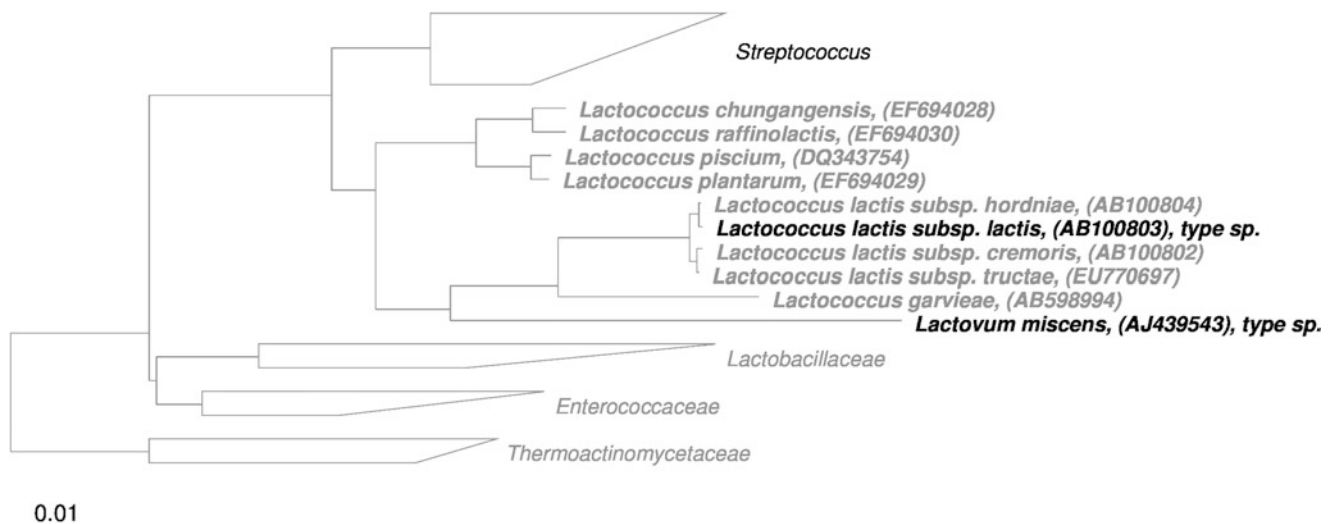 Streptococcus
Lactococcus chungangensis, (EF694028)
Lactococcus raffinolactis, (EF694030)
Lactococcus piscium, (DQ343754)
Lactococcus plantarum, (EF694029)
Lactococcus lactis subsp. hordniae, (AB100804)
Lactococcus lactis subsp. lactis, (AB100803), type sp.
Lactococcus lactis subsp. cremoris, (AB100802)
Lactococcus lactis subsp. tructae, (EU770697)
Lactococcus garvieae, (AB598994)
Lactovum miscens, (AJ439543), type sp.
Lactobacillaceae
Enterococcaceae
Thermoactinomycetaceae
0.01